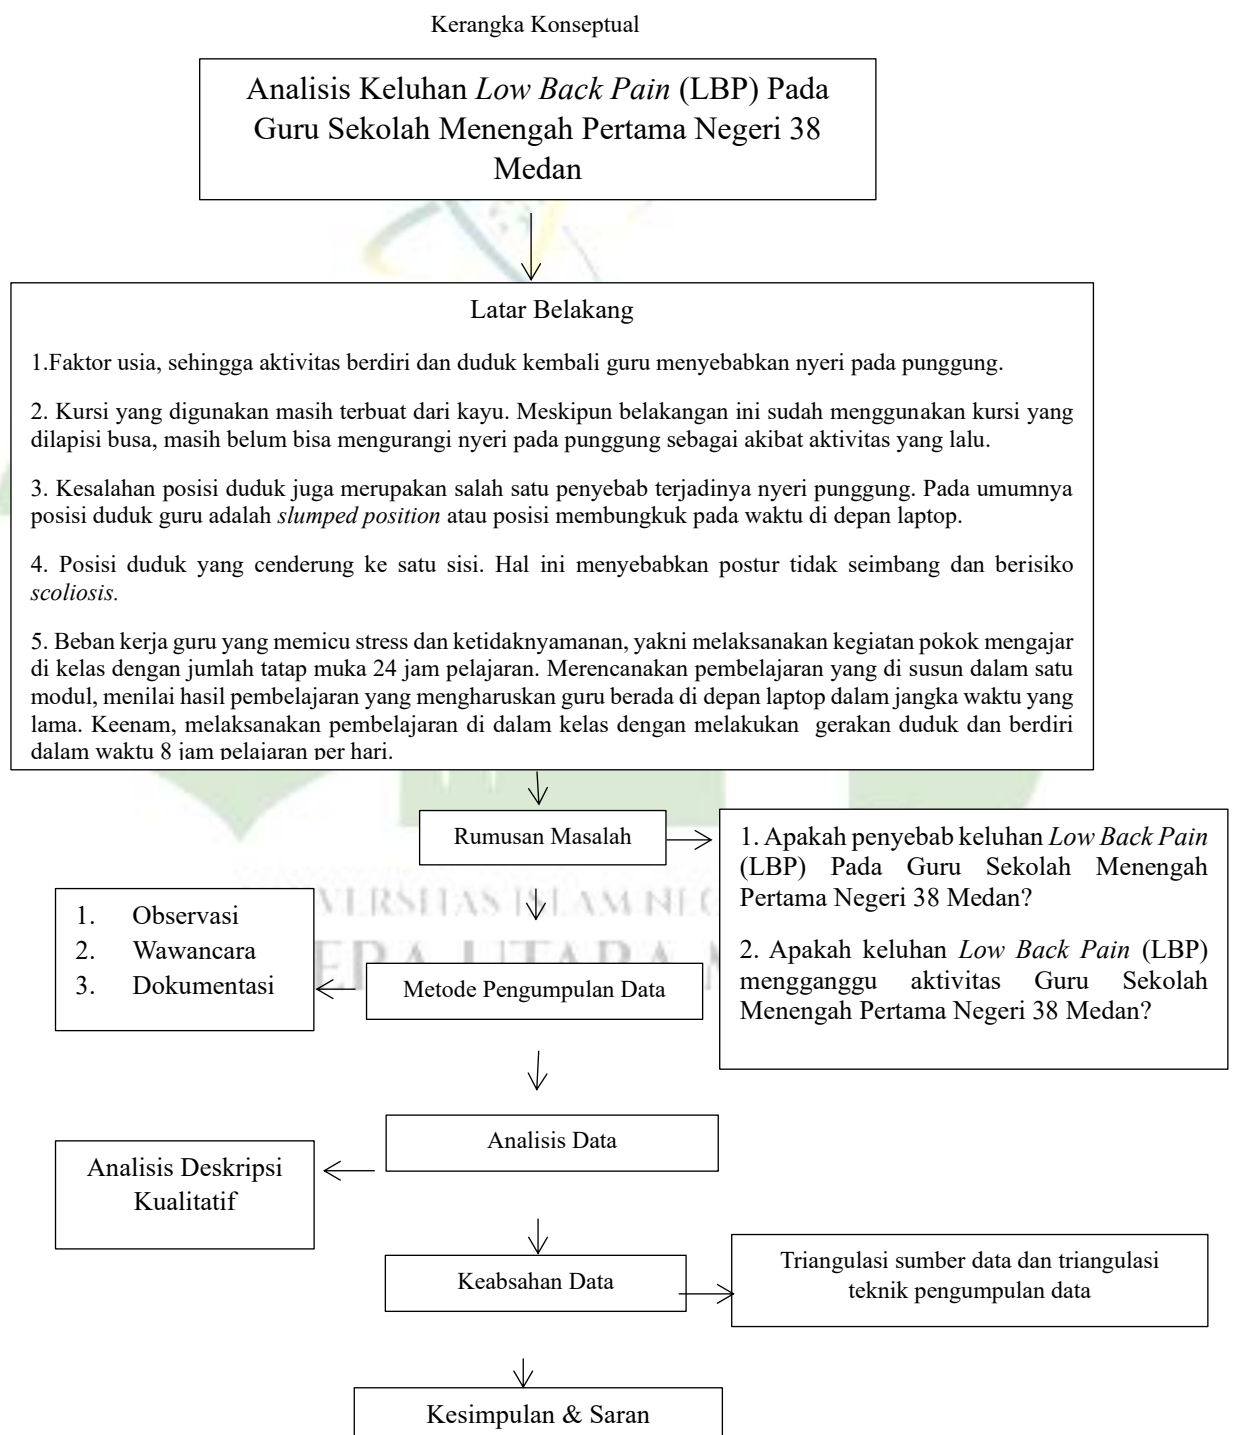 Kerangka Konseptual
Analisis Keluhan Low Back Pain (LBP) Pada
Guru Sekolah Menengah Pertama Negeri 38
Medan
Latar Belakang
1.Faktor usia, sehingga aktivitas berdiri dan duduk kembali guru menyebabkan nyeri pada punggung.
2. Kursi yang digunakan masih terbuat dari kayu. Meskipun belakangan ini sudah menggunakan kursi yang
dilapisi busa, masih belum bisa mengurangi nyeri pada punggung sebagai akibat aktivitas yang lalu.
3. Kesalahan posisi duduk juga merupakan salah satu penyebab terjadinya nyeri punggung. Pada umumnya
posisi duduk guru adalah slumped position atau posisi membungkuk pada waktu di depan laptop.
4. Posisi duduk yang cenderung ke satu sisi. Hal ini menyebabkan postur tidak seimbang dan berisiko
scoliosis.
5. Beban kerja guru yang memicu stress dan ketidaknyamanan, yakni melaksanakan kegiatan pokok mengajar
di kelas dengan jumlah tatap muka 24 jam pelajaran. Merencanakan pembelajaran yang di susun dalam satu
modul, menilai hasil pembelajaran yang mengharuskan guru berada di depan laptop dalam jangka waktu yang
lama. Keenam, melaksanakan pembelajaran di dalam kelas dengan melakukan gerakan duduk dan berdiri
dalam waktu 8 jam pelajaran per hari.
Rumusan Masalah
1. Apakah penyebab keluhan Low Back Pain
(LBP) Pada Guru Sekolah Menengah
Pertama Negeri 38 Medan?
2. Apakah keluhan Low Back Pain (LBP)
mengganggu aktivitas Guru Sekolah
Menengah Pertama Negeri 38 Medan?
1. Observasi
2. Wawancara
3. Dokumentasi
Metode Pengumpulan Data
Analisis Data
Analisis Deskripsi
Kualitatif
Keabsahan Data
Triangulasi sumber data dan triangulasi
teknik pengumpulan data
Kesimpulan & Saran